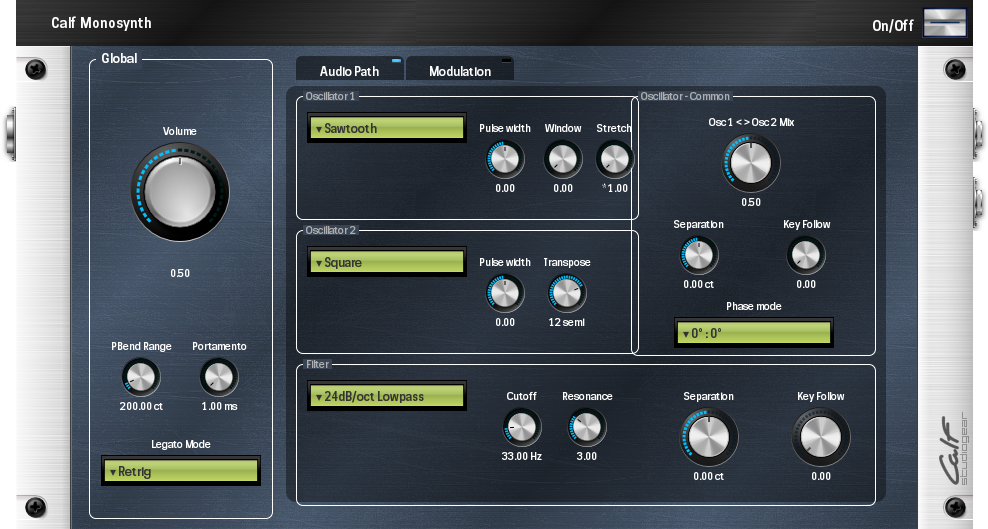 Calf Monosynth
On/Off
Global
Volume
0.50
PBend Range
Portamento
200.00 ct
1.00 ms
Legato Mode
Retrig
Audio Path
Modulation
Oscillator 1
Sawtooth
Pulse width
Window
Stretch
0.00
0.00
*1.00
Oscillator 2
Square
Pulse width
Transpose
0.00
12 semi
Oscillator - Common
Osc1 <> Osc2 Mix
0.50
Separation
Key Follow
0.00 ct
0.00
Phase mode
0° : 0°
Filter
24dB/oct Lowpass
Cutoff
Resonance
33.00 Hz
3.00
Separation
Key Follow
0.00 ct
0.00
Calf
studiogear